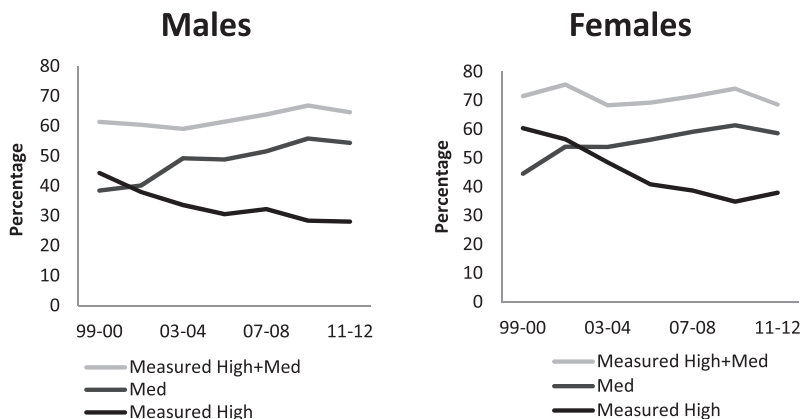 Males
80
70
60
50
40
30
20
10
0
Percentage
99-00 03-04 07-08 11-12
Measured High+Med
Med
Measured High
Females
80
70
60
50
40
30
20
10
0
Percentage
99-00 03-04 07-08 11-12
Measured High+Med
Med
Measured High